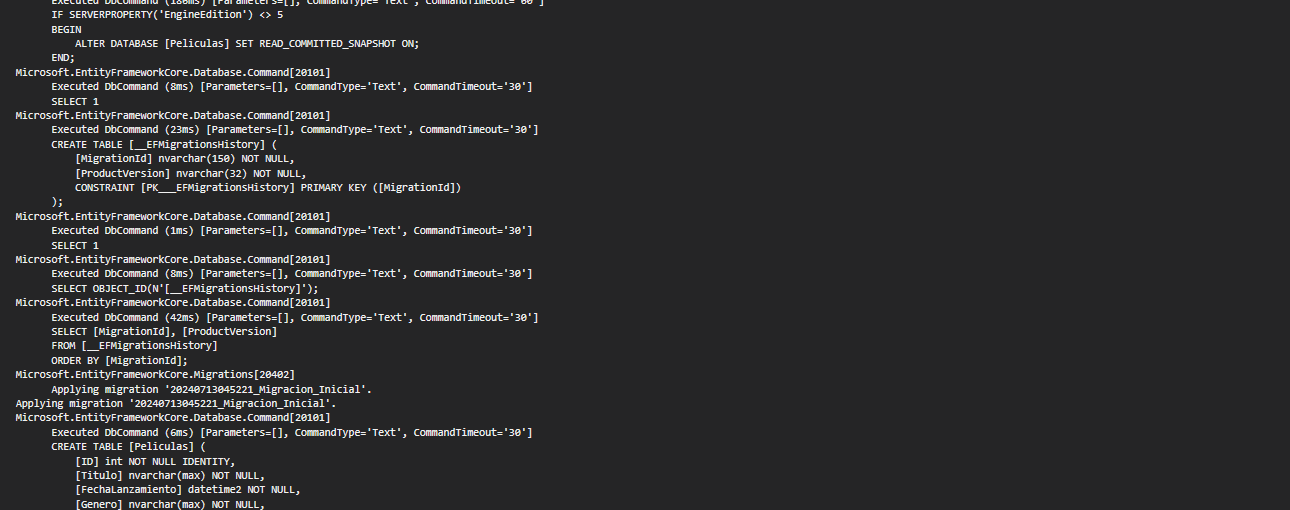 Executed DbCommand (186ms) [Parameters=[], CommandType='Text', CommandTimeout='60']
IF SERVERPROPERTY('EngineEdition') <> 5
BEGIN
ALTER DATABASE [Peliculas] SET READ_COMMITTED_SNAPSHOT ON;
END;
Microsoft.EntityFrameworkCore.Database.Command[20101]
Executed DbCommand (8ms) [Parameters=[], CommandType='Text', CommandTimeout='30']
SELECT 1
Microsoft.EntityFrameworkCore.Database.Command[20101]
Executed DbCommand (23ms) [Parameters=[], CommandType='Text', CommandTimeout='30']
CREATE TABLE [__EFMigrationsHistory] (
[MigrationId] nvarchar(150) NOT NULL,
[ProductVersion] nvarchar(32) NOT NULL,
CONSTRAINT [PK___EFMigrationsHistory] PRIMARY KEY ([MigrationId])
);
Microsoft.EntityFrameworkCore.Database.Command[20101]
Executed DbCommand (1ms) [Parameters=[], CommandType='Text', CommandTimeout='30']
SELECT 1
Microsoft.EntityFrameworkCore.Database.Command[20101]
Executed DbCommand (8ms) [Parameters=[], CommandType='Text', CommandTimeout='30']
SELECT OBJECT_ID(N'[__EFMigrationsHistory]');
Microsoft.EntityFrameworkCore.Database.Command[20101]
Executed DbCommand (42ms) [Parameters=[], CommandType='Text', CommandTimeout='30']
SELECT [MigrationId], [ProductVersion]
FROM [__EFMigrationsHistory]
ORDER BY [MigrationId];
Microsoft.EntityFrameworkCore.Migrations[20402]
Applying migration '20240713045221_Migracion_Inicial'.
Applying migration '20240713045221_Migracion_Inicial'.
Microsoft.EntityFrameworkCore.Database.Command[20101]
Executed DbCommand (6ms) [Parameters=[], CommandType='Text', CommandTimeout='30']
CREATE TABLE [Peliculas] (
[ID] int NOT NULL IDENTITY,
[Titulo] nvarchar(max) NOT NULL,
[FechaLanzamiento] datetime2 NOT NULL,
[Genero] nvarchar(max) NOT NULL,